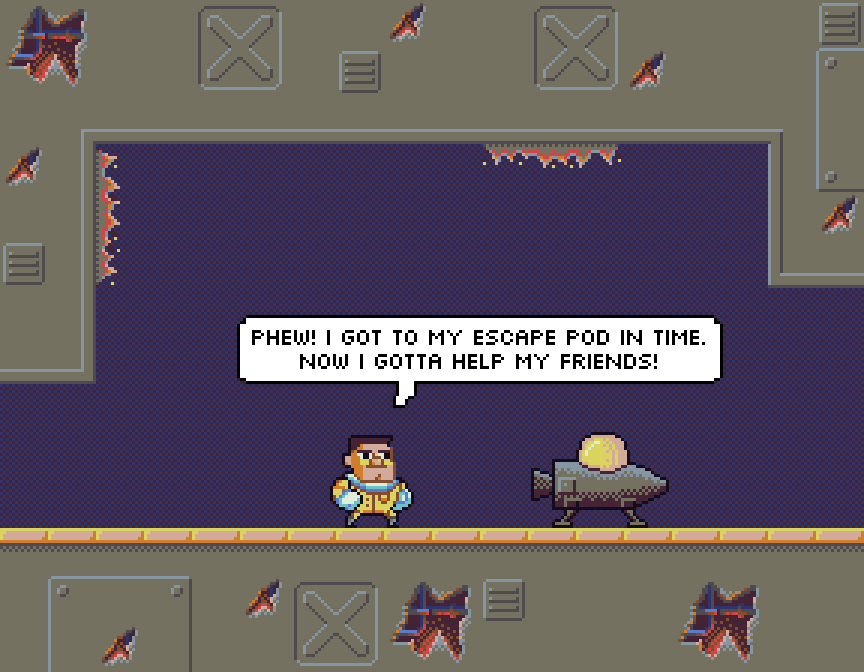 PHEW! I GOT TO MY ESCAPE POD IN TIME.
NOW I GOTTA HELP MY FRIENDS!